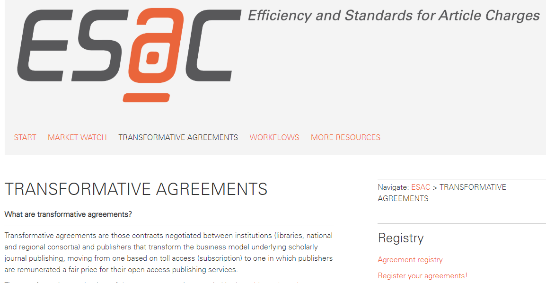 ESAC
Efficiency and Standards for Article Charges
START MARKET WATCH TRANSFORMATIVE AGREEMENTS WORKFLOWS MORE RESOURCES
TRANSFORMATIVE AGREEMENTS
What are transformative agreements?
Transformative agreements are those contracts negotiated between institutions (libraries, national
and regional consortia) and publishers that transform the business model underlying scholarly
journal publishing, moving from one based on toll access (subscription) to one in which publishers
are remunerated a fair price for their open access publishing services.
Navigate: ESAC > TRANSFORMATIVE
AGREEMENTS
Registry
Agreement registry
Register your agreements!